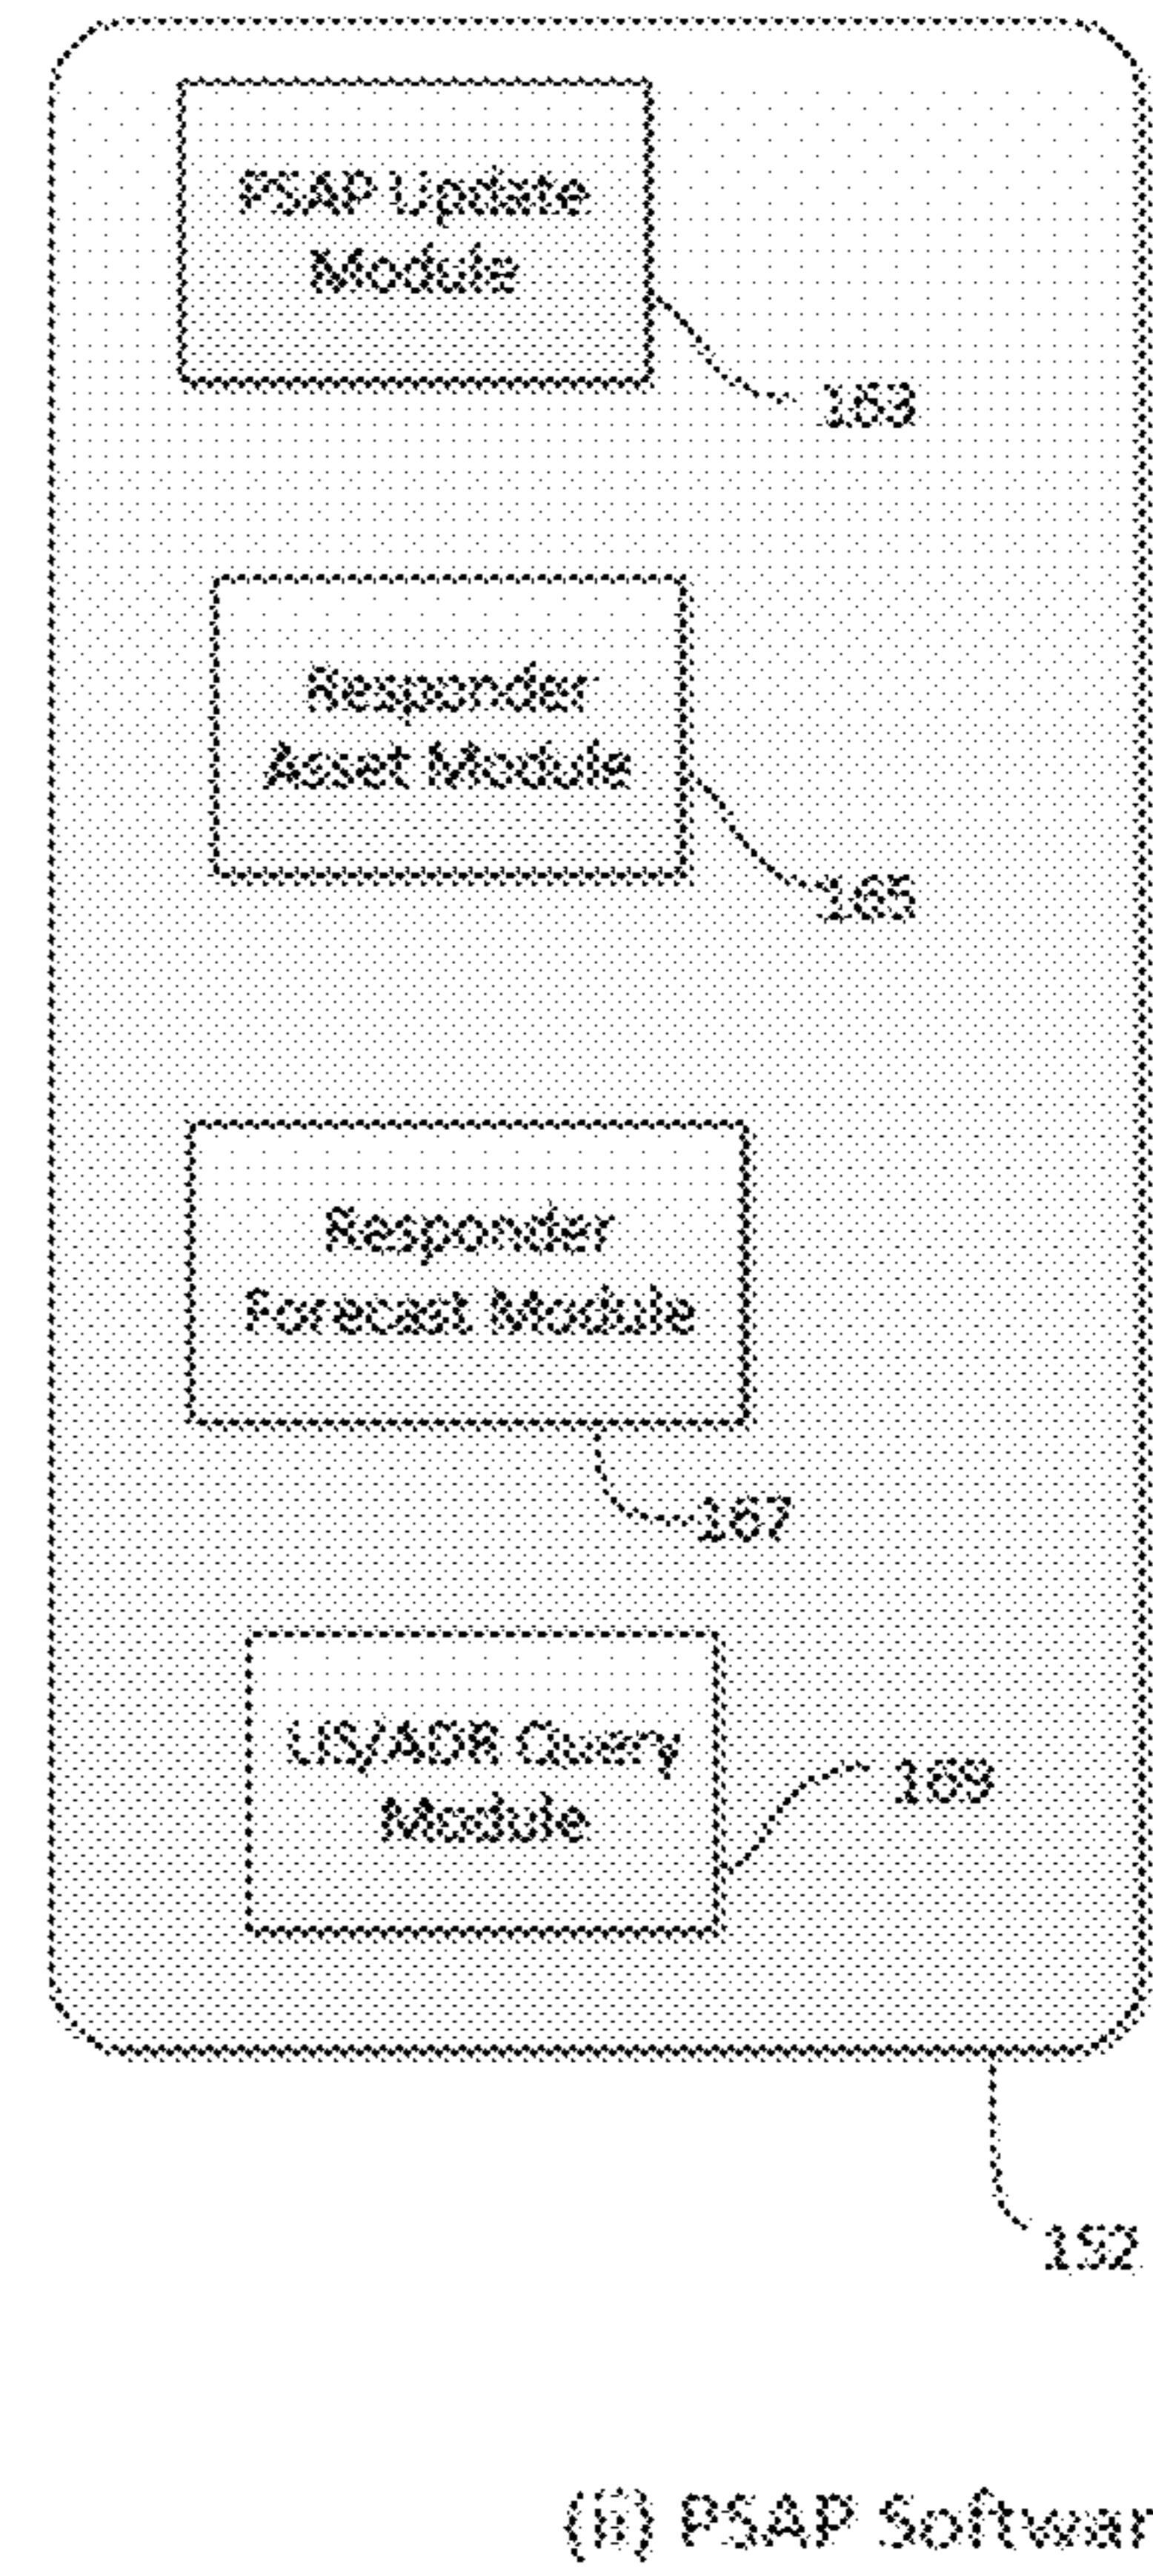 PSAP Update
Module
163
Responder
Asset Module
165
Responder
Forecast Module
167
US/ADR Query
Module
169
152
(ii) PSAP Softwar